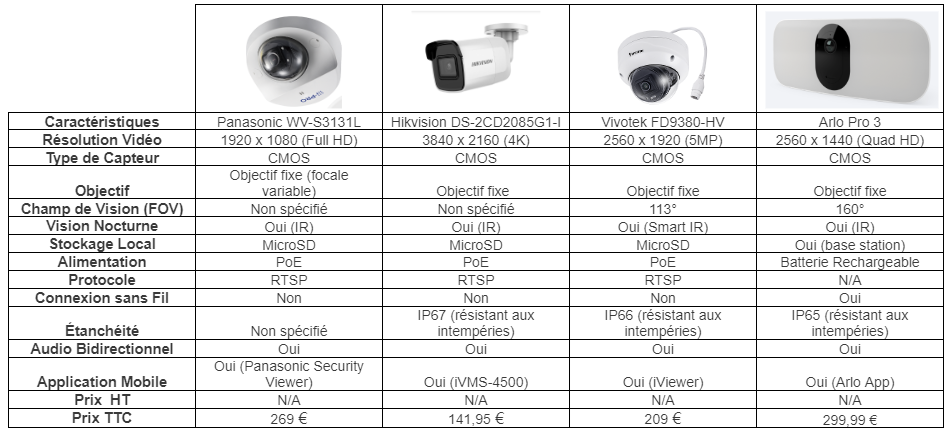 HIKVISION
Caractéristiques Panasonic WV-S3131L Hikvision DS-2CD2085G1-I Vivotek FD9380-HV Arlo Pro 3
Résolution Vidéo 1920 x 1080 (Full HD) 3840 x 2160 (4K) 2560 x 1920 (5MP) 2560 x 1440 (Quad HD)
Type de Capteur CMOS CMOS CMOS CMOS
Objectif fixe (focale
Objectif variable) Objectif fixe Objectif fixe Objectif fixe
Champ de Vision (FOV) Non spécifié Non spécifié 113° 160°
Vision Nocturne Oui (IR) Oui (IR) Oui (Smart IR) Oui (IR)
Stockage Local MicroSD MicroSD MicroSD Oui (base station)
Alimentation PoE PoE PoE Batterie Rechargeable
Protocole RTSP RTSP RTSP N/A
Connexion sans Fil Non Non Non Oui
IP67 (résistant aux IP66 (résistant aux IP65 (résistant aux
Étanchéité Non spécifié intempéries) intempéries) intempéries)
Audio Bidirectionnel Oui Oui Oui Oui
Oui (Panasonic Security
Application Mobile Viewer) Oui (iVMS-4500) Oui (iViewer) Oui (Arlo App)
Prix HT N/A N/A N/A N/A
Prix TTC 269 € 141,95 € 209 € 299,99 €